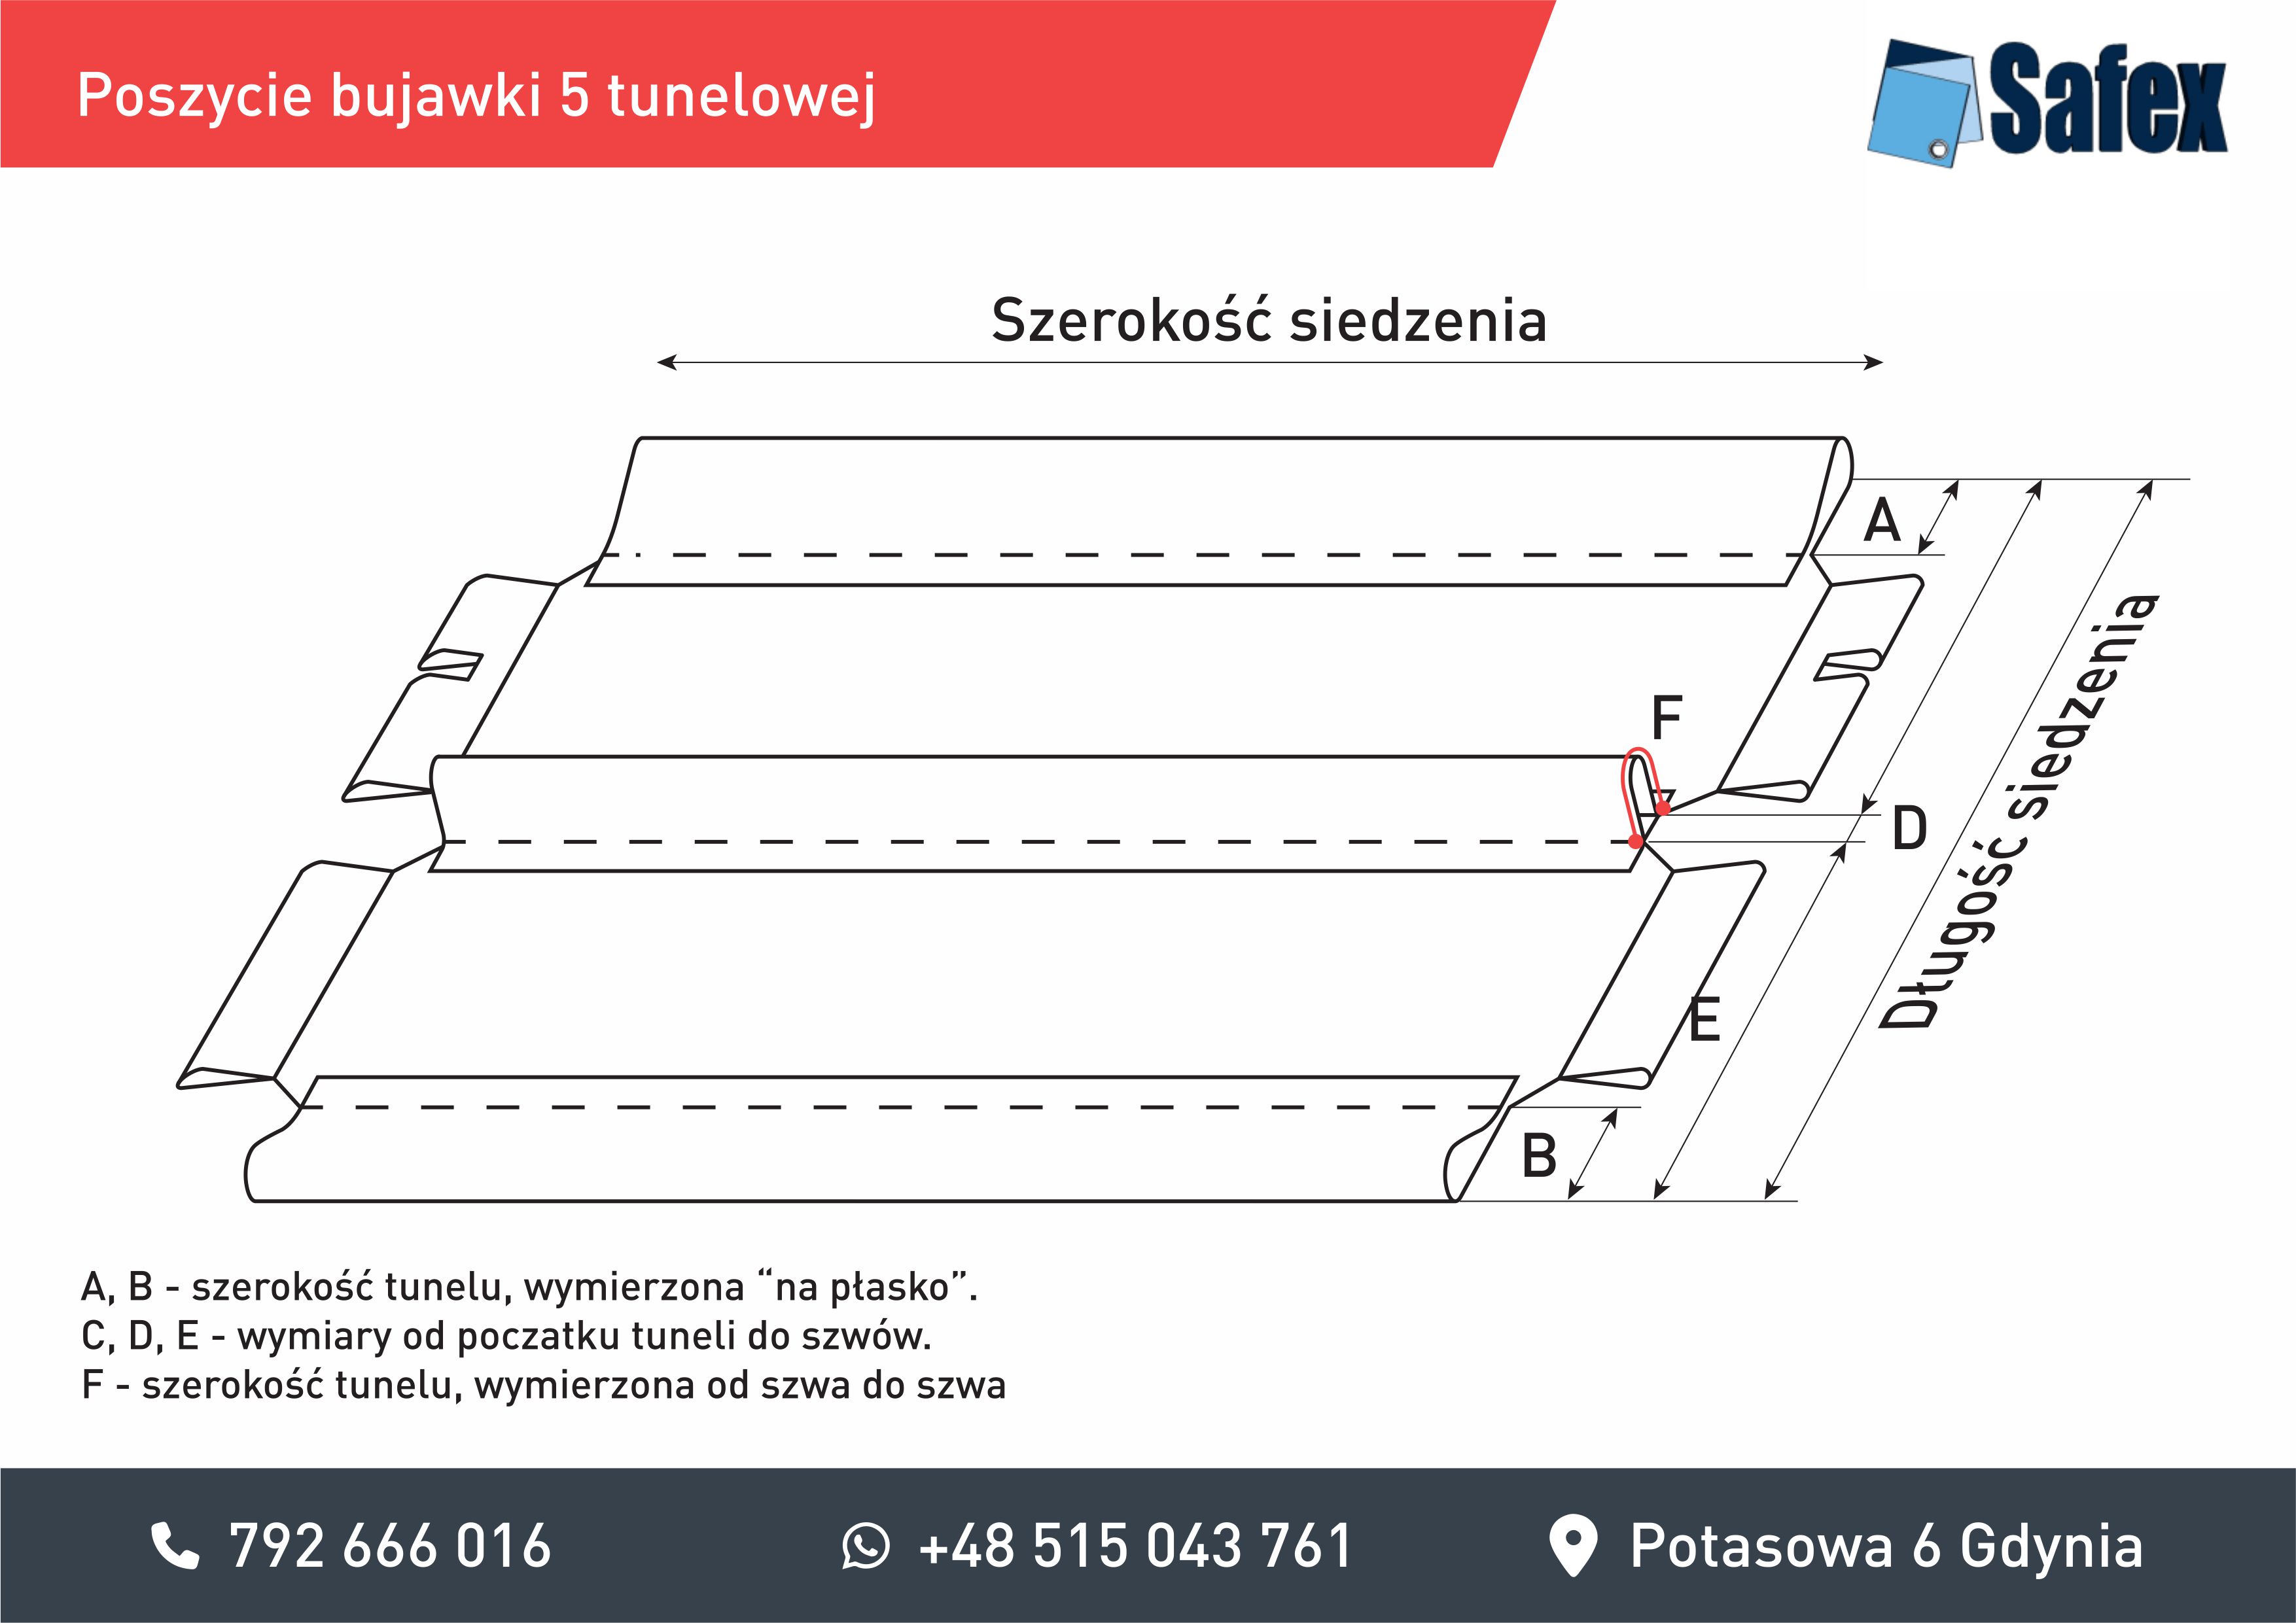 Poszycie bujawki 5 tunelowej
Safex
Szerokość siedzenia
A
F
D
Długość siedzenia
E
B
A, B - szerokość tunelu, wymierzona “na płasko”.
C, D, E - wymiary od poczatku tuneli do szwów.
F - szerokość tunelu, wymierzona od szwa do szwa
792 666 016
+48 515 043 761
Potasowa 6 Gdynia